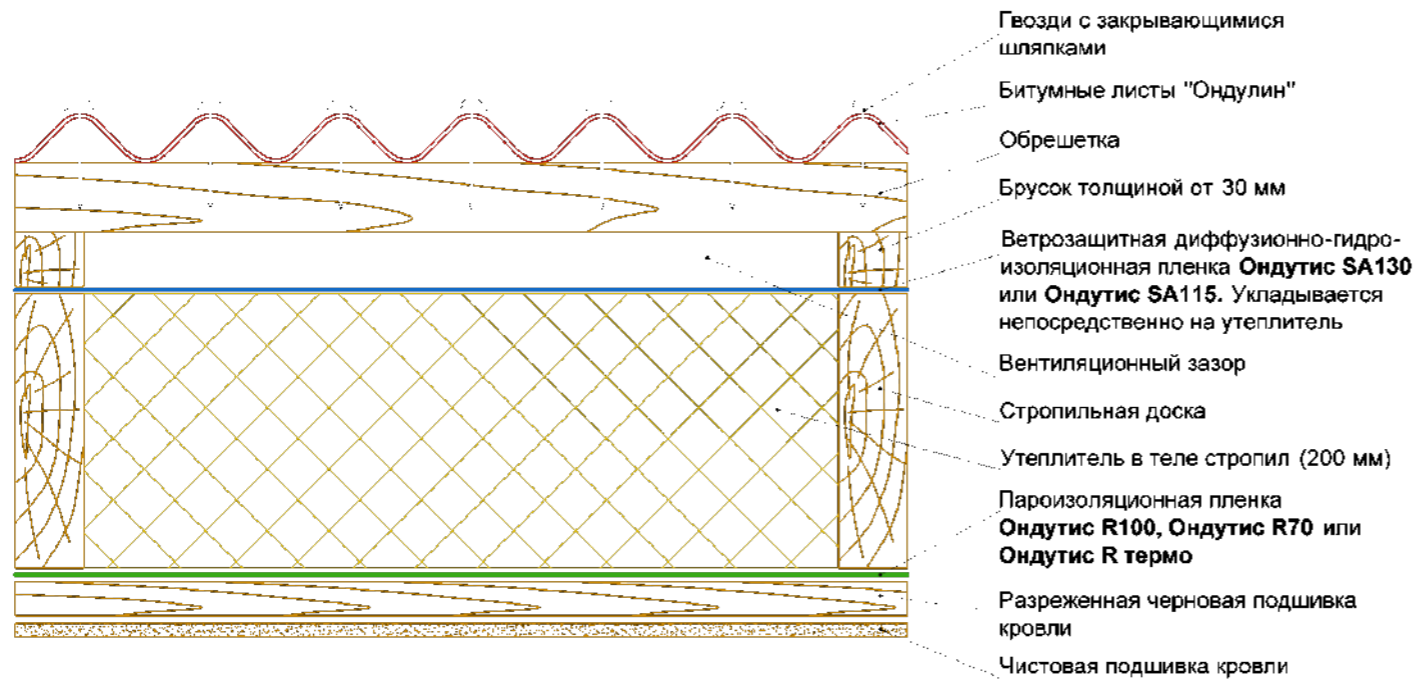 Гвозди с закрывающимися
шляпками
Битумные листы "Ондулин"
Обрешетка
Брусок толщиной от 30 мм
Ветрозащитная диффузионно-гидро-
изоляционная пленка Ондутис SA130
или Ондутис SA115. Укладывается
непосредственно на утеплитель
Вентиляционный зазор
Стропильная доска
Утеплитель в теле стропил (200 мм)
Пароизоляционная пленка
Ондутис R100, Ондутис R70 или
Ондутис R термо
Разреженная черновая подшивка
кровли
Чистовая подшивка кровли